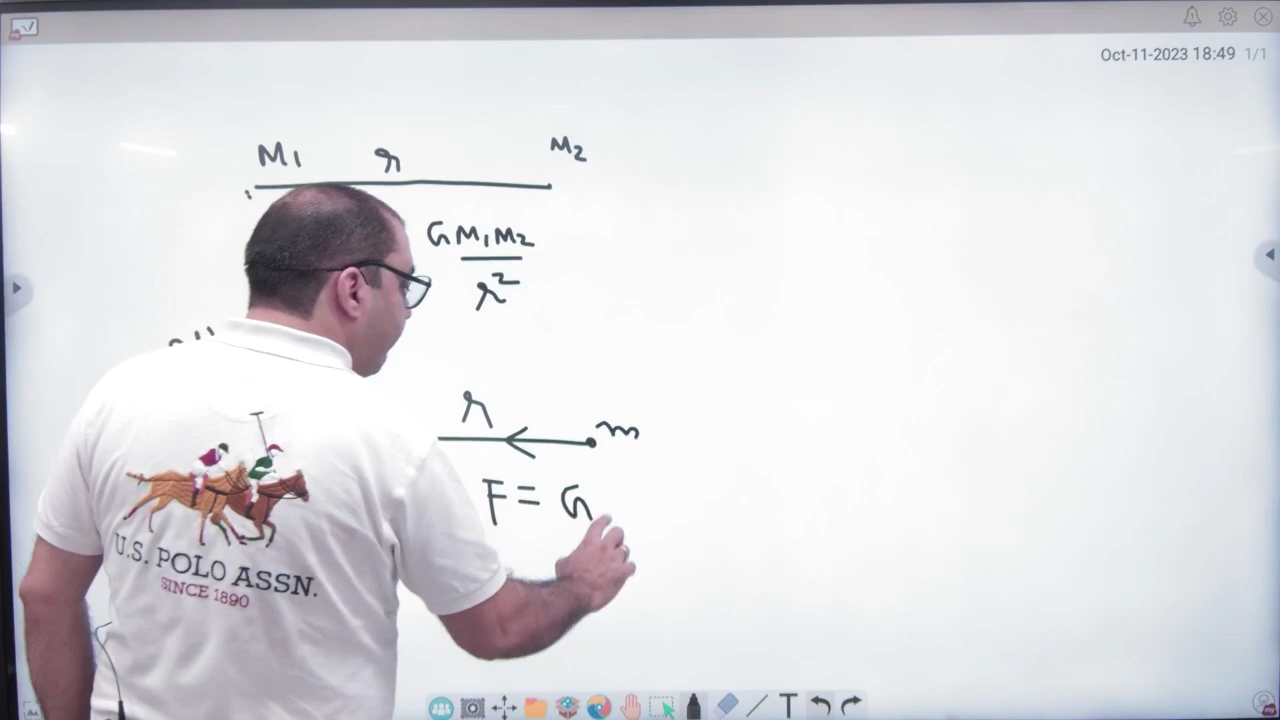 Oct-11-2023 18:49 1/1
M₁ r M₂
GM₁M₂
r²
r
m
F = G
U.S. POLO ASSN.
SINCE 1890
T